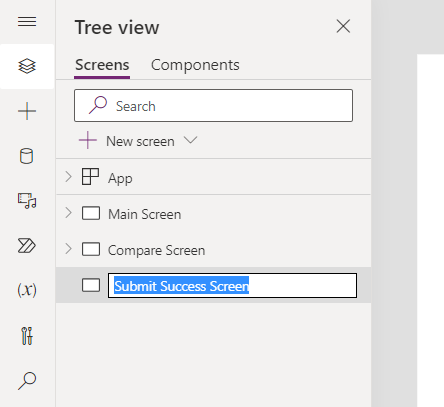 Tree view
Screens Components
Search
New screen
App
Main Screen
Compare Screen
Submit Success Screen
(x)